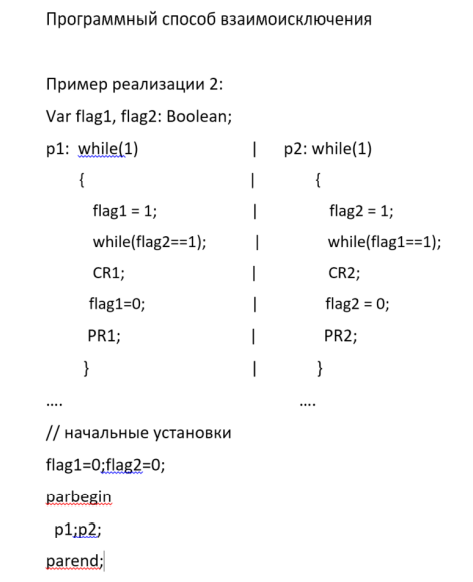 Программный способ взаимоисключения
Пример реализации 2:
Var flag1, flag2: Boolean;
p1: while(1) | p2: while(1)
{ | {
flag1 = 1; | flag2 = 1;
while(flag2==1); | while(flag1==1);
CR1; | CR2;
flag1=0; | flag2 = 0;
PR1; | PR2;
} | }
.... ....
// начальные установки
flag1=0;flag2=0;
parbegin
p1;p2;
parend;